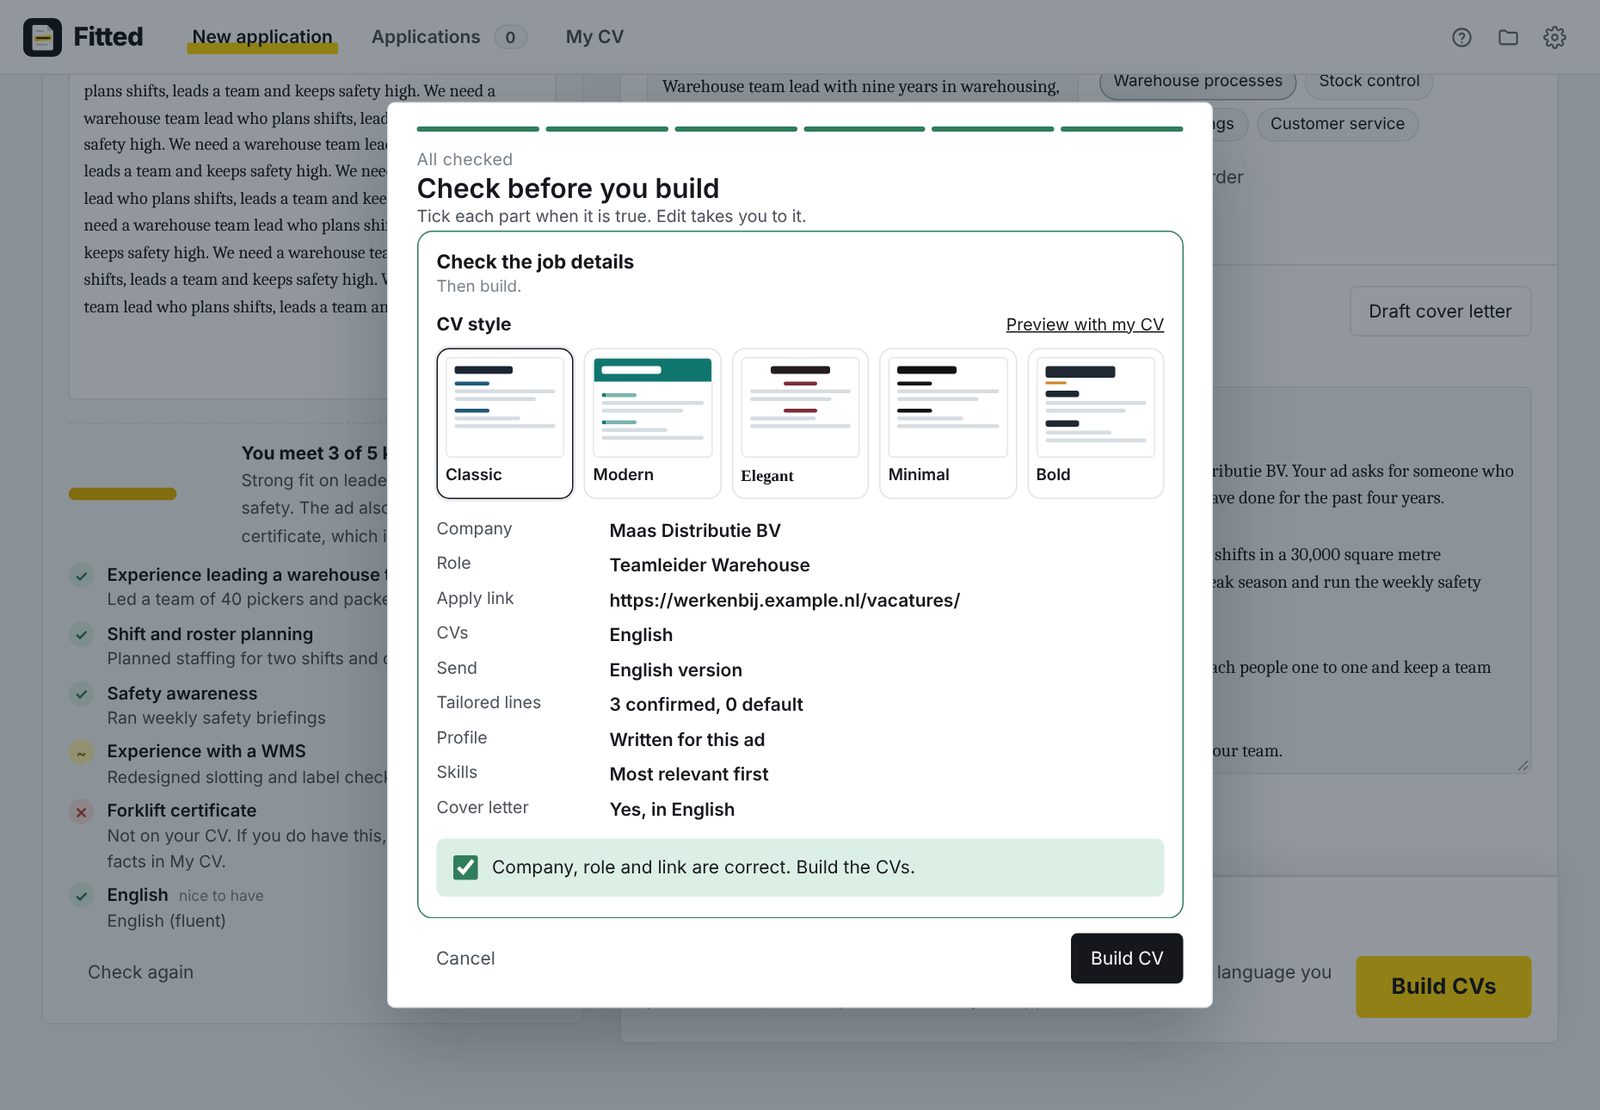 Fitted
New application
Applications 0
My CV
plans shifts, leads a team and keeps safety high. We need a
warehouse team lead who plans shifts, lead
safety high. We need a warehouse team lea
leads a team and keeps safety high. We nee
lead who plans shifts, leads a team and kee
need a warehouse team lead who plans shi
keeps safety high. We need a warehouse tea
shifts, leads a team and keeps safety high.
team lead who plans shifts, leads a team an
You meet 3 of 5 k
Strong fit on leade
safety. The ad also
certificate, which i
Experience leading a warehouse t
Led a team of 40 pickers and packe
Shift and roster planning
Planned staffing for two shifts and
Safety awareness
Ran weekly safety briefings
~
Experience with a WMS
Redesigned slotting and label check
Forklift certificate
Not on your CV. If you do have this,
facts in My CV.
English nice to have
English (fluent)
Check again
All checked
Check before you build
Tick each part when it is true. Edit takes you to it.
Check the job details
Then build.
CV style
Preview with my CV
Classic
Modern
Elegant
Minimal
Bold
Company Maas Distributie BV
Role Teamleider Warehouse
Apply link https://werkenbij.example.nl/vacatures/
CVs English
Send English version
Tailored lines 3 confirmed, 0 default
Profile Written for this ad
Skills Most relevant first
Cover letter Yes, in English
Company, role and link are correct. Build the CVs.
Cancel
Build CV
Warehouse team lead with nine years in warehousing,
Warehouse processes
Stock control
ngs
Customer service
rder
Draft cover letter
ributie BV. Your ad asks for someone who
ave done for the past four years.
shifts in a 30,000 square metre
eak season and run the weekly safety
ach people one to one and keep a team
our team.
language you
Build CVs